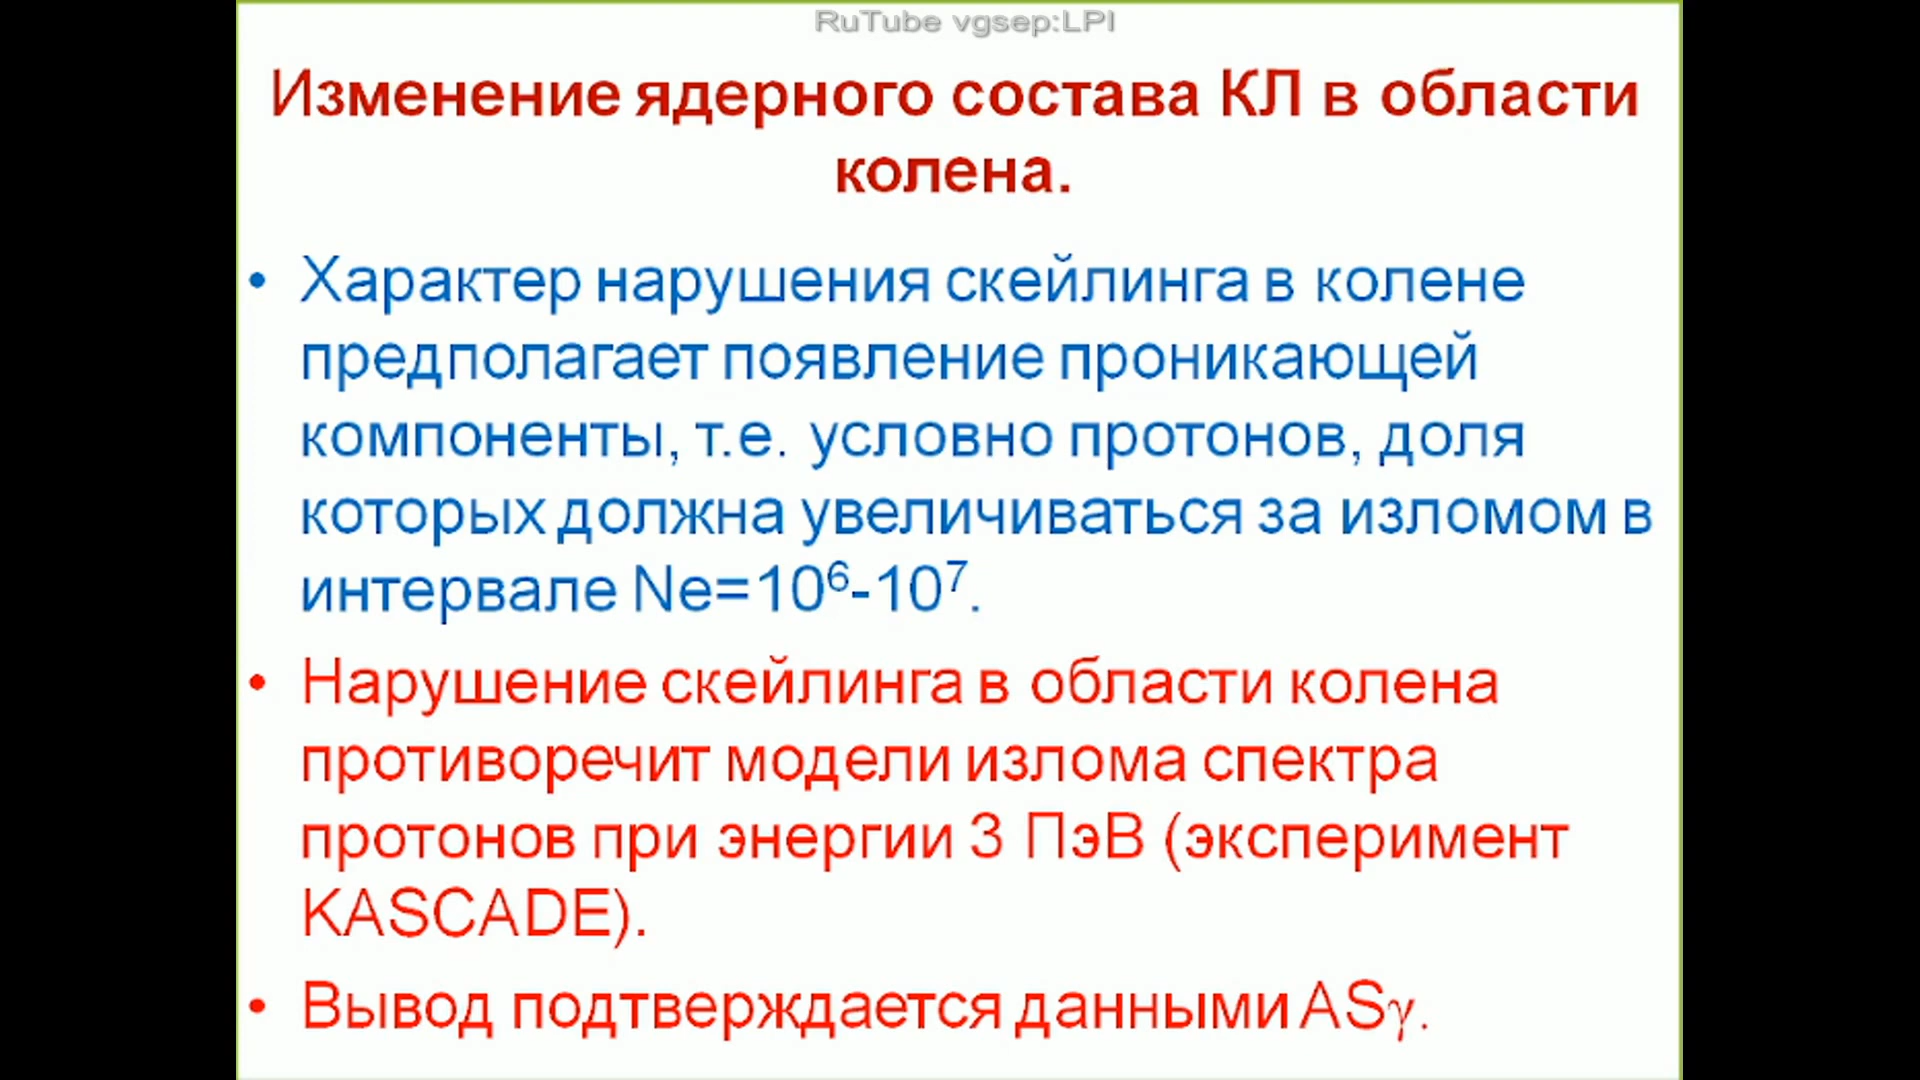 RuTube vgsep:LPI
Изменение ядерного состава КЛ в области
колена.
• Характер нарушения скейлинга в колене
предполагает появление проникающей
компоненты, т.е. условно протонов, доля
которых должна увеличиваться за изломом в
интервале Ne=10⁶-10⁷.
• Нарушение скейлинга в области колена
противоречит модели излома спектра
протонов при энергии 3 ПэВ (эксперимент
KASCADE).
• Вывод подтверждается данными ASγ.